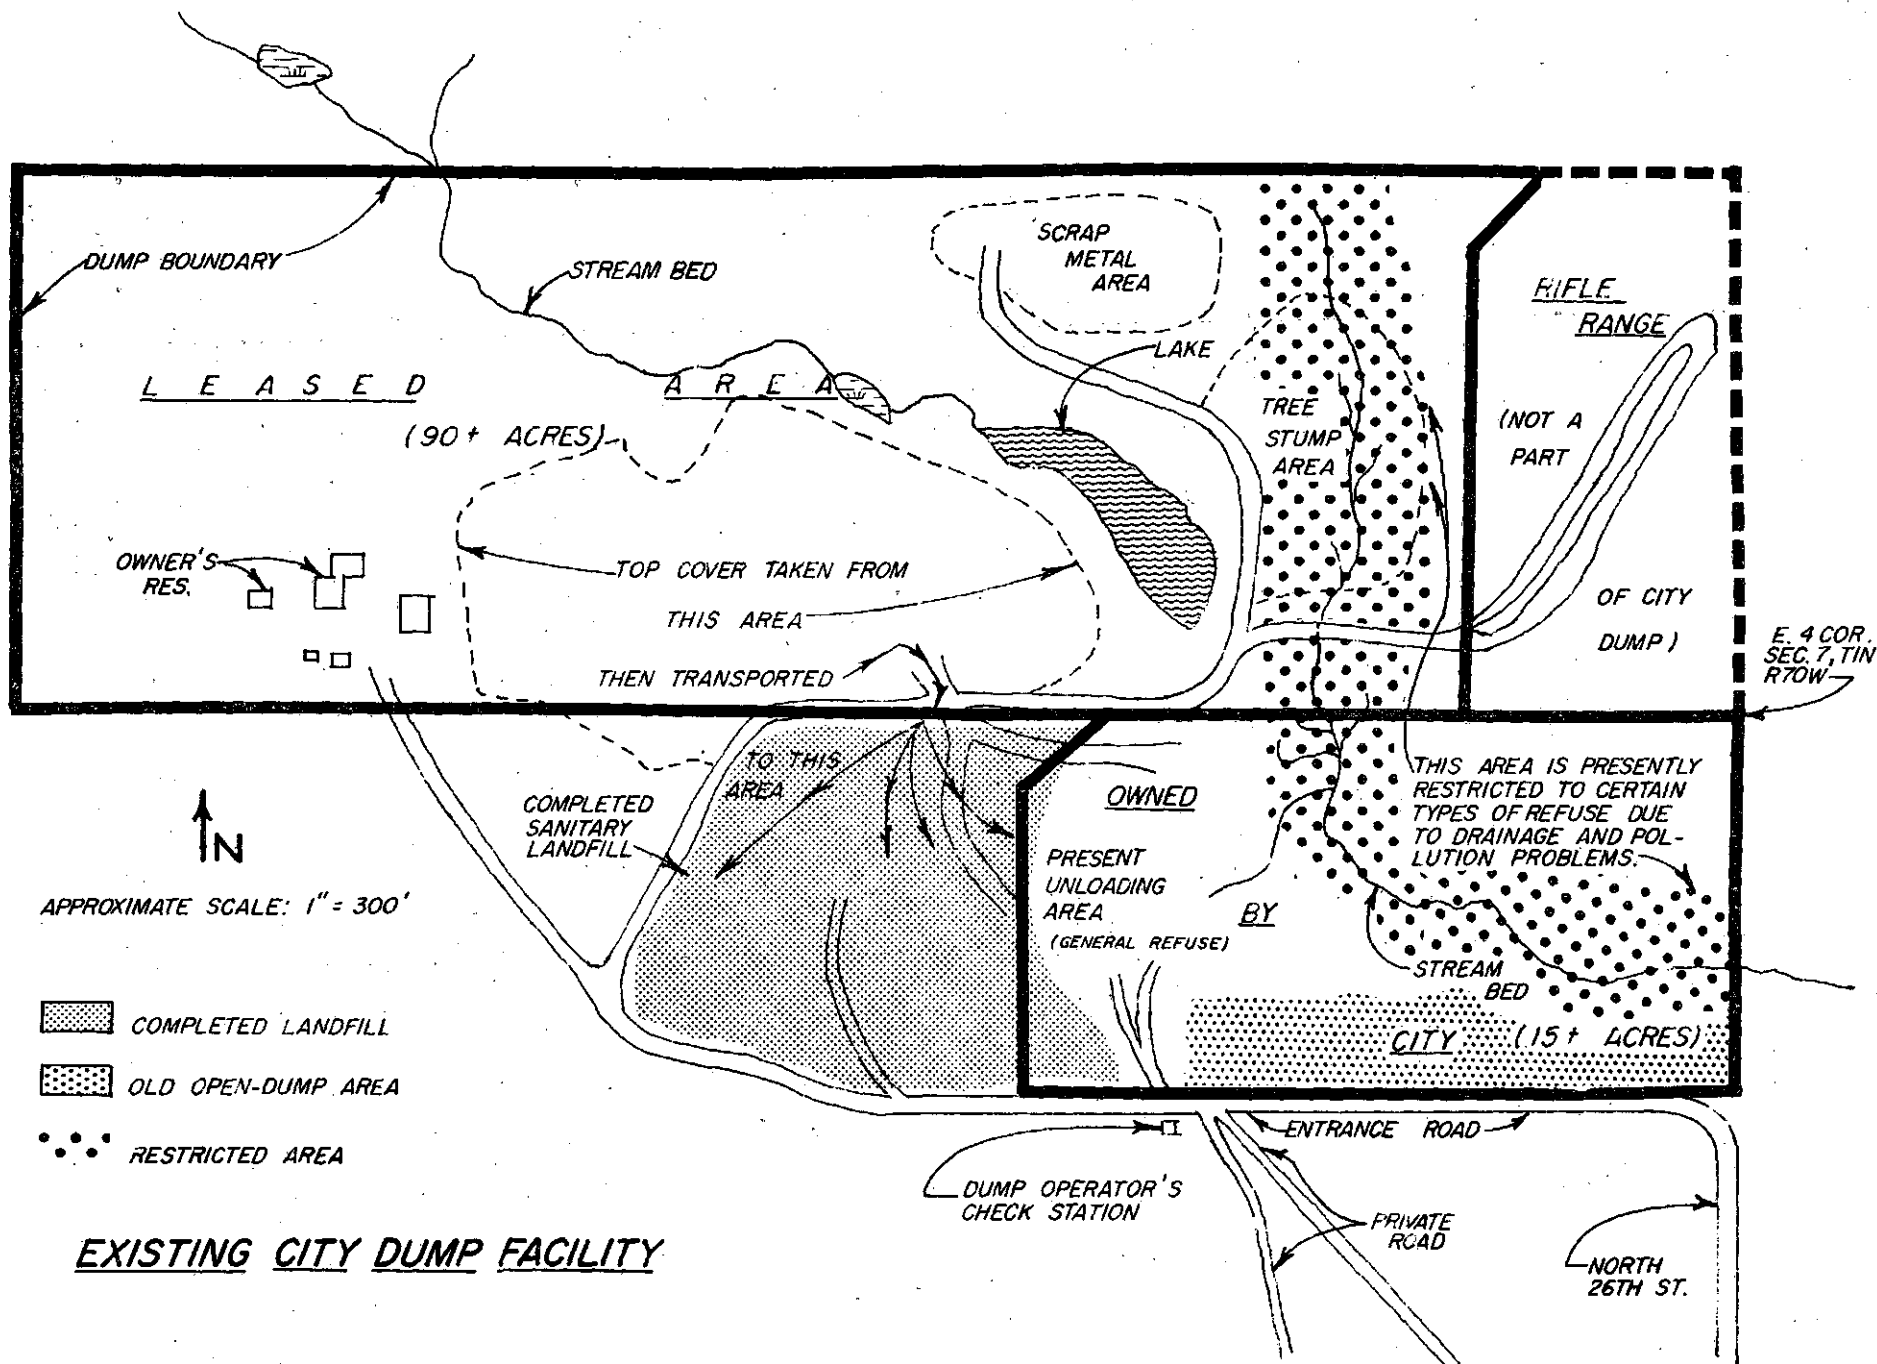 DUMP BOUNDARY
STREAM BED
SCRAP
METAL
AREA
LAKE
RIFLE
RANGE
(NOT A
PART
OF CITY
DUMP)
LEASED AREA
(90± ACRES)
TREE
STUMP
AREA
OWNER'S
RES.
TOP COVER TAKEN FROM
THIS AREA
THEN TRANSPORTED
E. 4 COR.
SEC. 7, T1N
R70W
TO THIS
AREA
COMPLETED
SANITARY
LANDFILL
OWNED
BY
CITY (15± ACRES)
PRESENT
UNLOADING
AREA
(GENERAL REFUSE)
THIS AREA IS PRESENTLY
RESTRICTED TO CERTAIN
TYPES OF REFUSE DUE
TO DRAINAGE AND POL-
LUTION PROBLEMS.
STREAM
BED
N
APPROXIMATE SCALE: 1" = 300'
COMPLETED LANDFILL
OLD OPEN-DUMP AREA
RESTRICTED AREA
ENTRANCE ROAD
DUMP OPERATOR'S
CHECK STATION
PRIVATE
ROAD
NORTH
26TH ST.
EXISTING CITY DUMP FACILITY